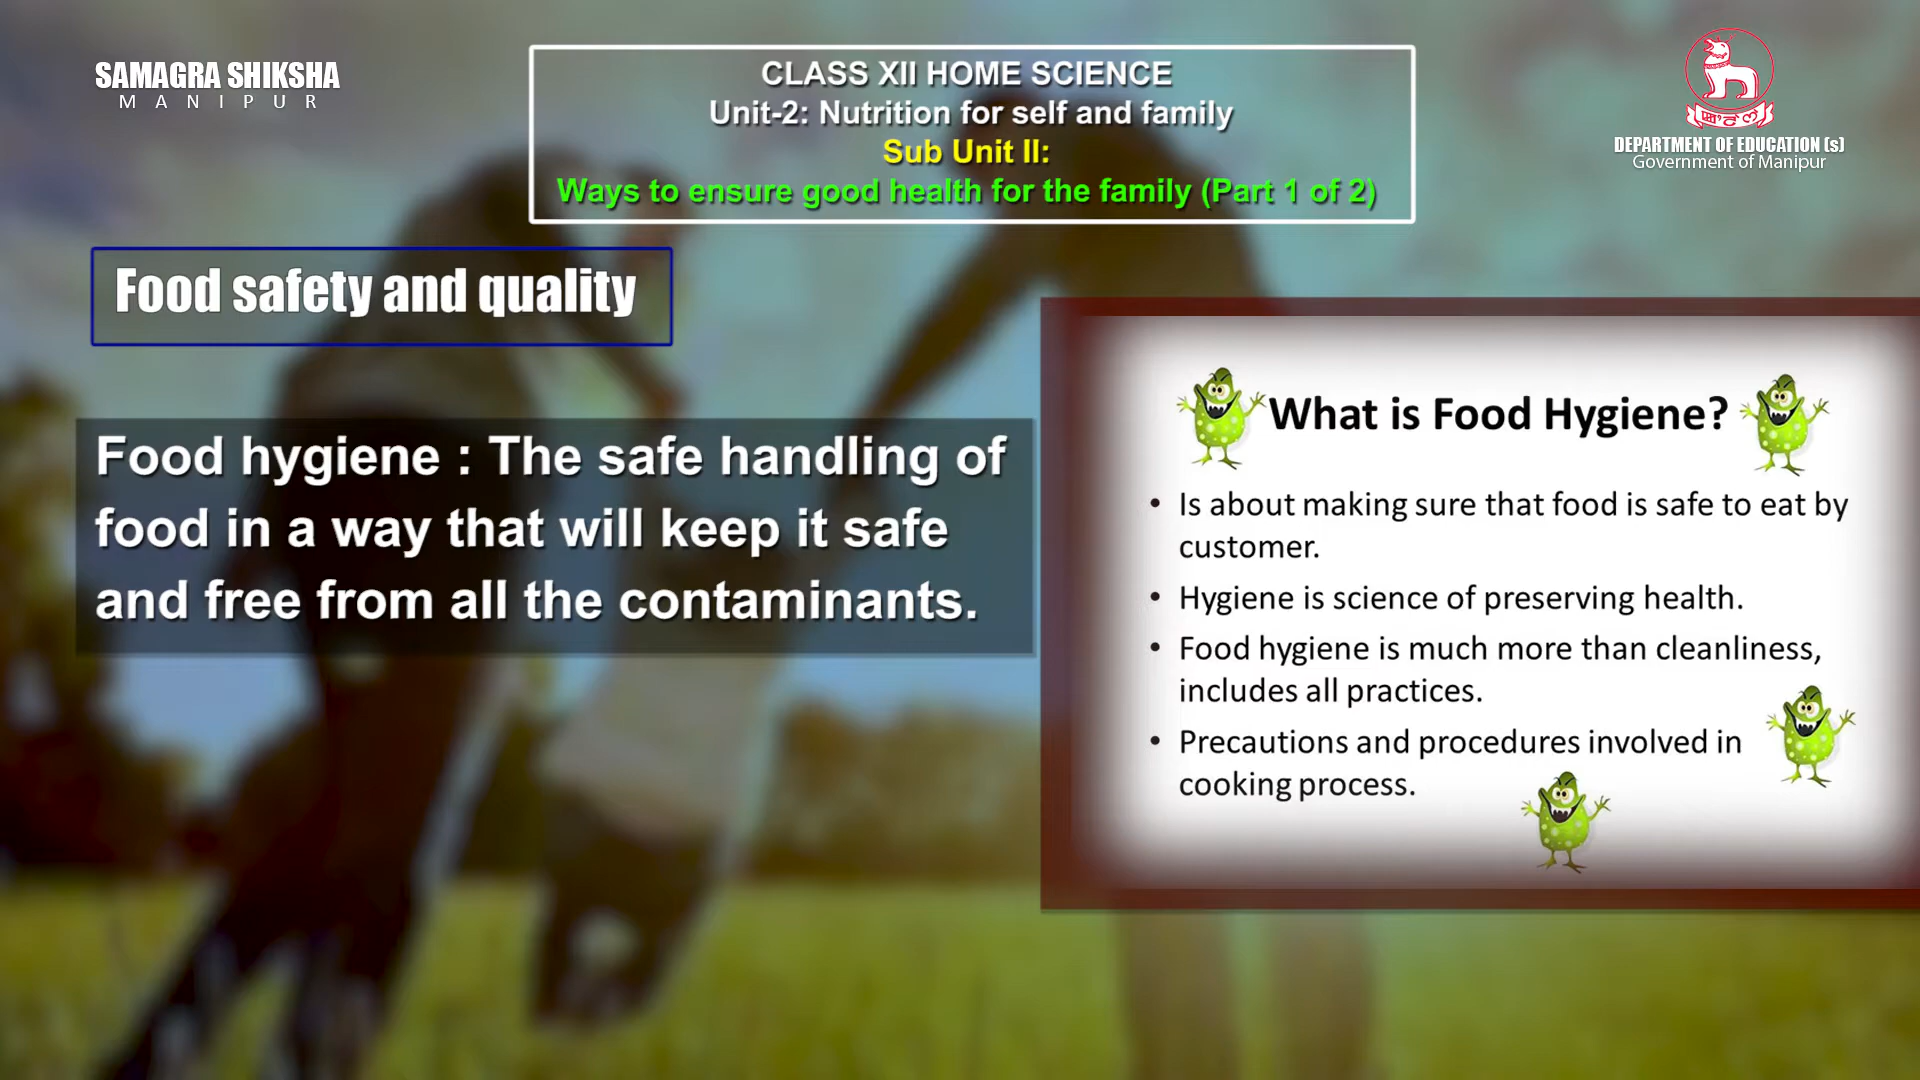 SAMAGRA SHIKSHA
MANIPUR
CLASS XII HOME SCIENCE
Unit-2: Nutrition for self and family
Sub Unit II:
Ways to ensure good health for the family (Part 1 of 2)
DEPARTMENT OF EDUCATION (s)
Government of Manipur
Food safety and quality
Food hygiene : The safe handling of
food in a way that will keep it safe
and free from all the contaminants.
What is Food Hygiene?
• Is about making sure that food is safe to eat by
customer.
• Hygiene is science of preserving health.
• Food hygiene is much more than cleanliness,
includes all practices.
• Precautions and procedures involved in
cooking process.